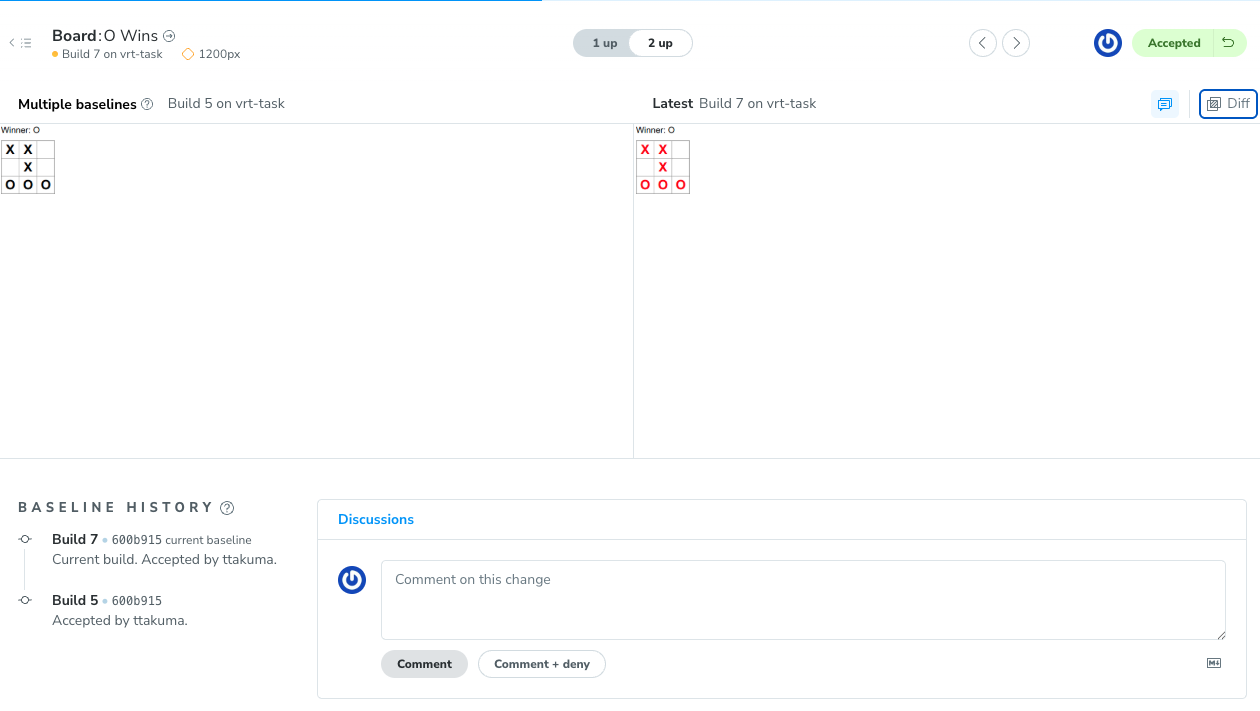 Board: O Wins
Build 7 on vrt-task 1200px
1 up 2 up
Accepted
Multiple baselines Build 5 on vrt-task
Latest Build 7 on vrt-task
Diff
Winner: O
X X
X
O O O
Winner: O
X X
X
O O O
BASELINE HISTORY
Build 7 • 600b915 current baseline
Current build. Accepted by ttakuma.
Build 5 • 600b915
Accepted by ttakuma.
Discussions
Comment on this change
Comment Comment + deny